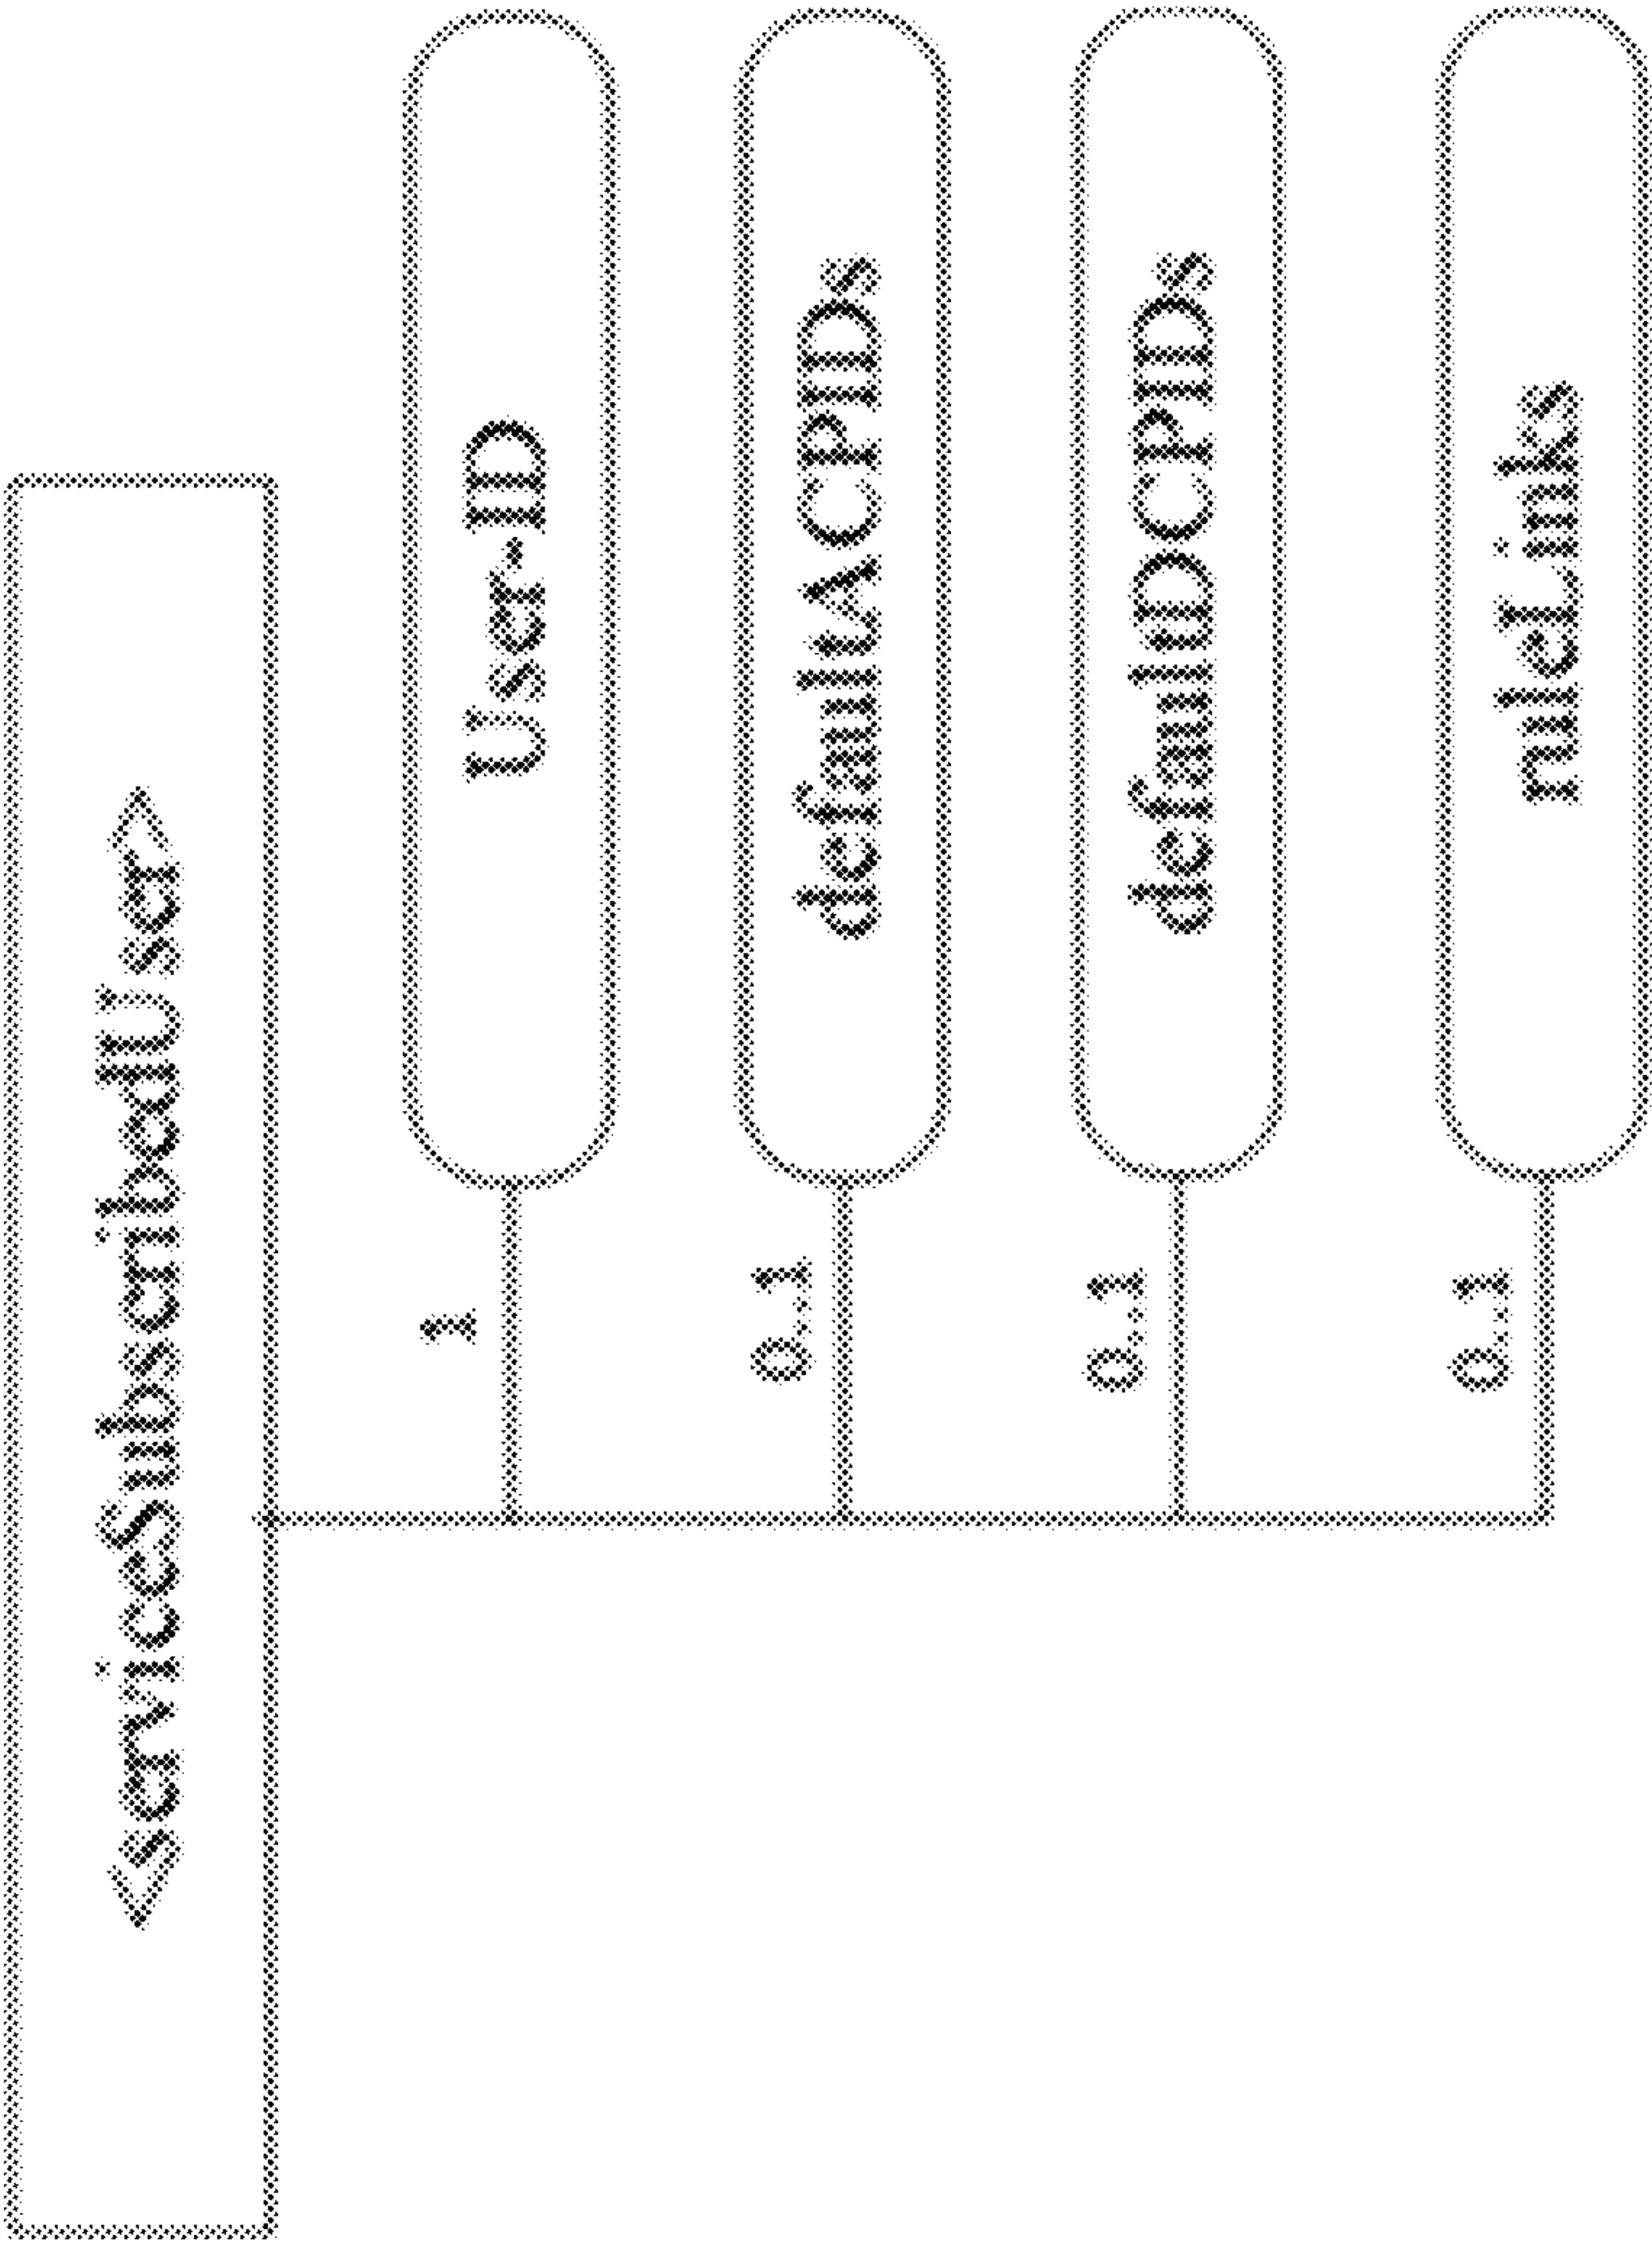 <serviceSubscribedUser>
1
User-ID
0..1
defaultACPIDs
0..1
defaultDCPIDs
0..1
ruleLinks